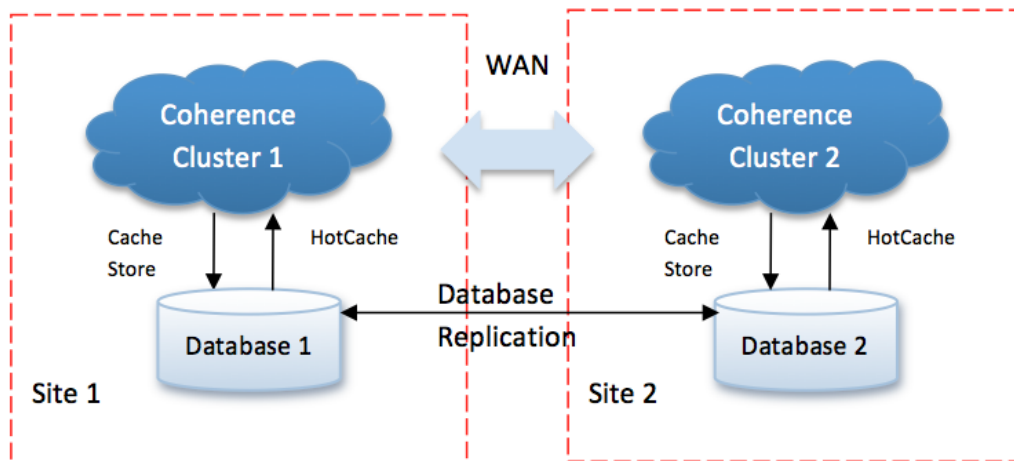 WAN
Coherence
Cluster 1
Coherence
Cluster 2
Cache
Store
HotCache
Cache
Store
HotCache
Database
Replication
Database 1
Database 2
Site 1
Site 2